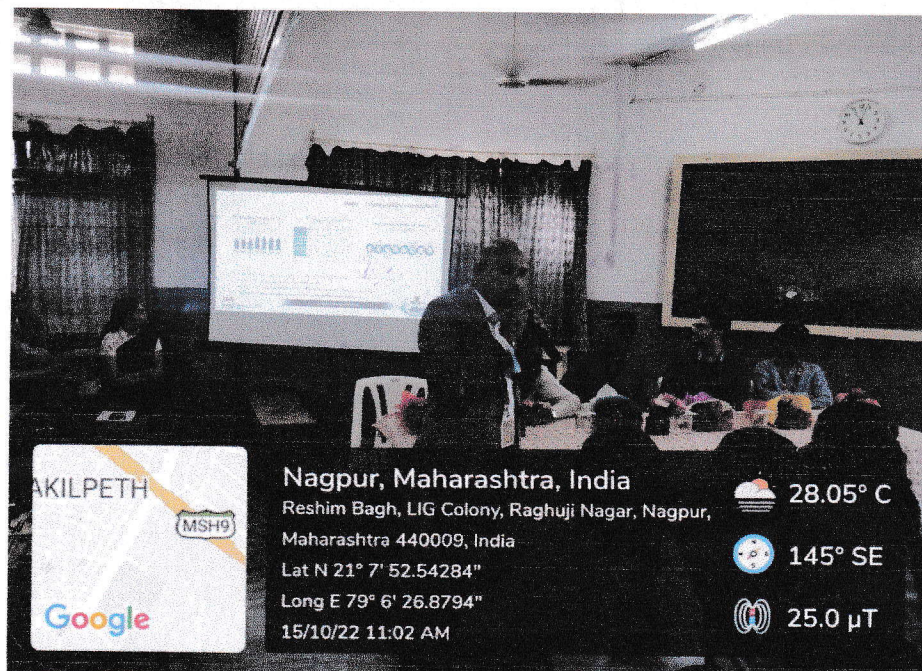 AKILPETH
MSH9
Google
Nagpur, Maharashtra, India
Reshim Bagh, LIG Colony, Raghuji Nagar, Nagpur,
Maharashtra 440009, India
Lat N 21° 7' 52.54284"
Long E 79° 6' 26.8794"
15/10/22 11:02 AM
28.05° C
145° SE
25.0 µT